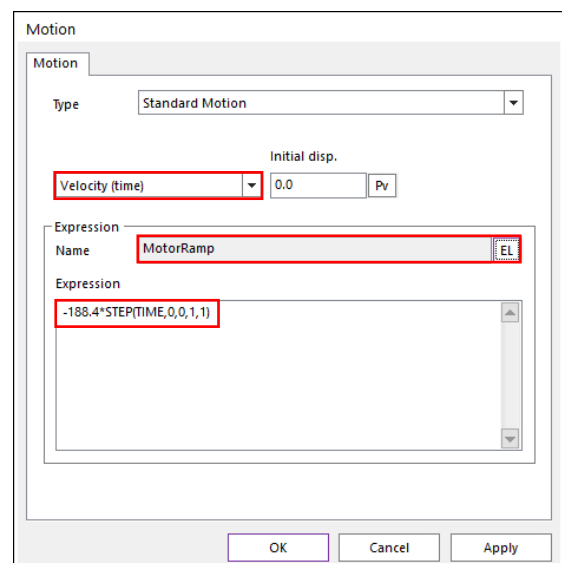 Motion
Motion
Type Standard Motion
Initial disp.
Velocity (time) 0.0 Pv
Expression
Name MotorRamp EL
Expression
-188.4*STEP(TIME,0,0,1,1)
OK Cancel Apply